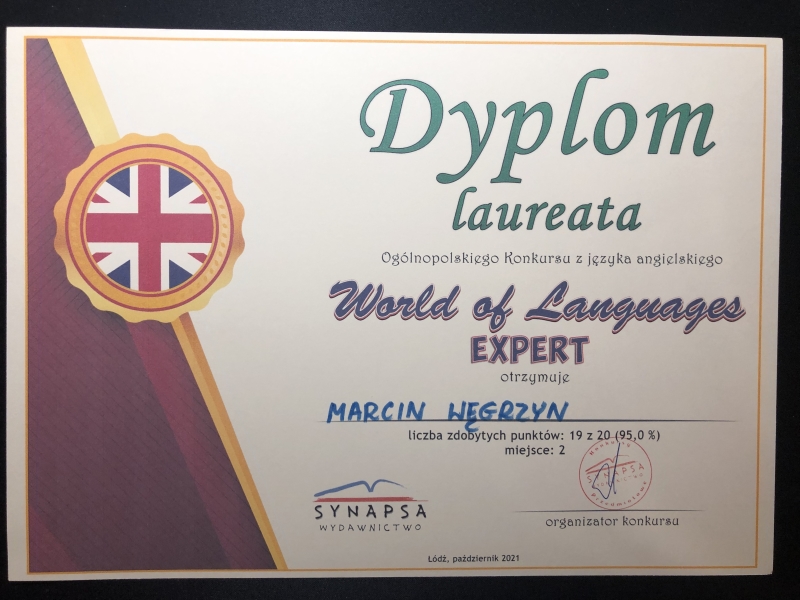 Dyplom
laureata
Ogólnopolskiego Konkursu z języka angielskiego
World of Languages
EXPERT
otrzymuje
MARCIN WĘGRZYN
liczba zdobytych punktów: 19 z 20 (95,0 %)
miejsce: 2
SYNAPSA
WYDAWNICTWO
SYNAPSA
organizator konkursu
Łódź, październik 2021